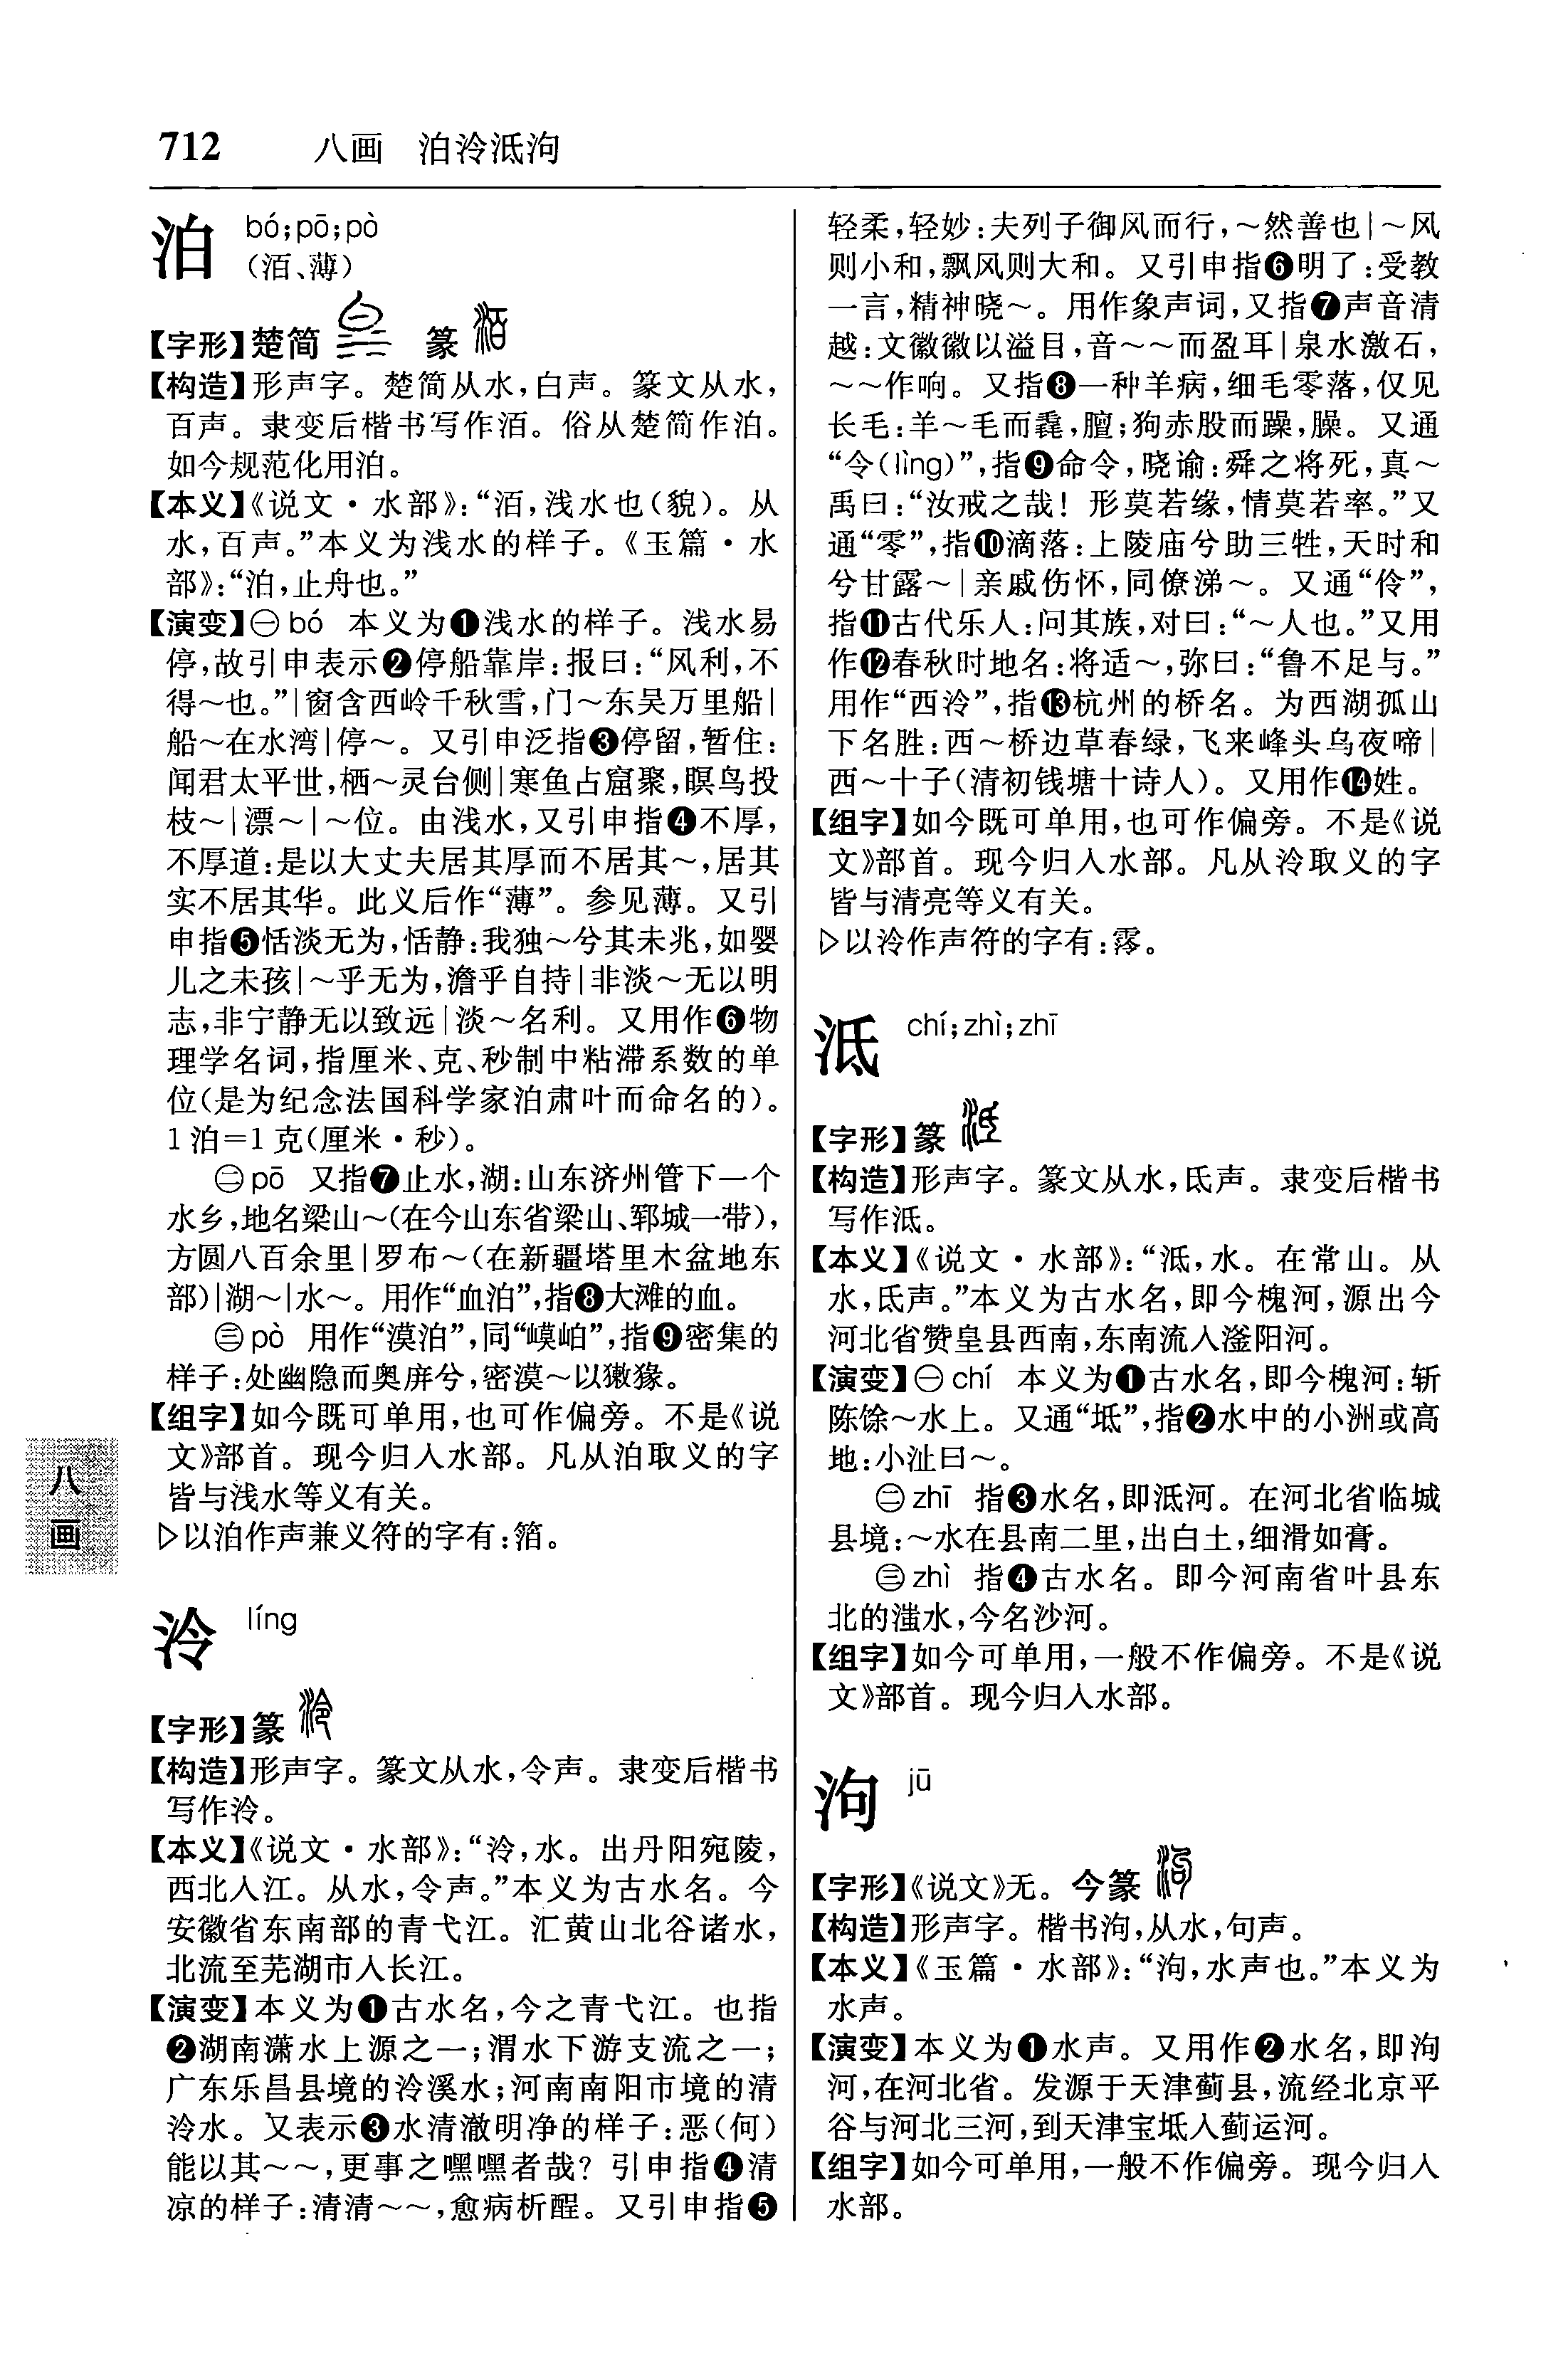 712 八画 泊泠泜泃
泊 bó;pō;pò
(洦、薄)
【字形】楚简 篆
【构造】形声字。楚简从水,白声。篆文从水,
百声。隶变后楷书写作洦。俗从楚简作泊。
如今规范化用泊。
【本义】《说文·水部》:“洦,浅水也(貌)。从
水,百声。”本义为浅水的样子。《玉篇·水
部》:“泊,止舟也。”
【演变】㊀bó 本义为❶浅水的样子。浅水易
停,故引申表示❷停船靠岸:报曰:“风利,不
得~也。”|窗含西岭千秋雪,门~东吴万里船|
船~在水湾|停~。又引申泛指❸停留,暂住:
闻君太平世,栖~灵台侧|寒鱼占窟聚,暝鸟投
枝~|漂~|~位。由浅水,又引申指❹不厚,
不厚道:是以大丈夫居其厚而不居其~,居其
实不居其华。此义后作“薄”。参见薄。又引
申指❺恬淡无为,恬静:我独~兮其未兆,如婴
儿之未孩|~乎无为,澹乎自持|非淡~无以明
志,非宁静无以致远|淡~名利。又用作❻物
理学名词,指厘米、克、秒制中粘滞系数的单
位(是为纪念法国科学家泊肃叶而命名的)。
1泊=1克(厘米·秒)。
㊁pō 又指❼止水,湖:山东济州管下一个
水乡,地名梁山~(在今山东省梁山、郓城一带),
方圆八百余里|罗布~(在新疆塔里木盆地东
部)|湖~|水~。用作“血泊”,指❽大滩的血。
㊂pò 用作“漠泊”,同“嗼岶”,指❾密集的
样子:处幽隐而奥庰兮,密漠~以㺖猭。
【组字】如今既可单用,也可作偏旁。不是《说
文》部首。现今归入水部。凡从泊取义的字
皆与浅水等义有关。
▷以泊作声兼义符的字有:箔。
八
画
泠 líng
【字形】篆
【构造】形声字。篆文从水,令声。隶变后楷书
写作泠。
【本义】《说文·水部》:“泠,水。出丹阳宛陵,
西北入江。从水,令声。”本义为古水名。今
安徽省东南部的青弋江。汇黄山北谷诸水,
北流至芜湖市入长江。
【演变】本义为❶古水名,今之青弋江。也指
❷湖南潇水上源之一;渭水下游支流之一;
广东乐昌县境的泠溪水;河南南阳市境的清
泠水。又表示❸水清澈明净的样子:恶(何)
能以其~~,更事之嘿嘿者哉?引申指❹清
凉的样子:清清~~,愈病析酲。又引申指❺
轻柔,轻妙:夫列子御风而行,~然善也|~风
则小和,飘风则大和。又引申指❻明了:受教
一言,精神晓~。用作象声词,又指❼声音清
越:文徽徽以溢目,音~~而盈耳|泉水激石,
~~作响。又指❽一种羊病,细毛零落,仅见
长毛:羊~毛而毳,膻;狗赤股而躁,臊。又通
“令(lìng)”,指❾命令,晓谕:舜之将死,真~
禹曰:“汝戒之哉!形莫若缘,情莫若率。”又
通“零”,指❿滴落:上陵庙兮助三牲,天时和
兮甘露~|亲戚伤怀,同僚涕~。又通“伶”,
指⓫古代乐人:问其族,对曰:“~人也。”又用
作⓬春秋时地名:将适~,弥曰:“鲁不足与。”
用作“西泠”,指⓭杭州的桥名。为西湖孤山
下名胜:西~桥边草春绿,飞来峰头乌夜啼|
西~十子(清初钱塘十诗人)。又用作⓮姓。
【组字】如今既可单用,也可作偏旁。不是《说
文》部首。现今归入水部。凡从泠取义的字
皆与清亮等义有关。
▷以泠作声符的字有:䨩。
泜 chí;zhì;zhī
【字形】篆
【构造】形声字。篆文从水,氐声。隶变后楷书
写作泜。
【本义】《说文·水部》:“泜,水。在常山。从
水,氐声。”本义为古水名,即今槐河,源出今
河北省赞皇县西南,东南流入滏阳河。
【演变】㊀chí 本义为❶古水名,即今槐河:斩
陈馀~水上。又通“坻”,指❷水中的小洲或高
地:小沚曰~。
㊁zhī 指❸水名,即泜河。在河北省临城
县境:~水在县南二里,出白土,细滑如膏。
㊂zhì 指❹古水名。即今河南省叶县东
北的滍水,今名沙河。
【组字】如今可单用,一般不作偏旁。不是《说
文》部首。现今归入水部。
泃 jū
【字形】《说文》无。今篆
【构造】形声字。楷书泃,从水,句声。
【本义】《玉篇·水部》:“泃,水声也。”本义为
水声。
【演变】本义为❶水声。又用作❷水名,即泃
河,在河北省。发源于天津蓟县,流经北京平
谷与河北三河,到天津宝坻入蓟运河。
【组字】如今可单用,一般不作偏旁。现今归入
水部。